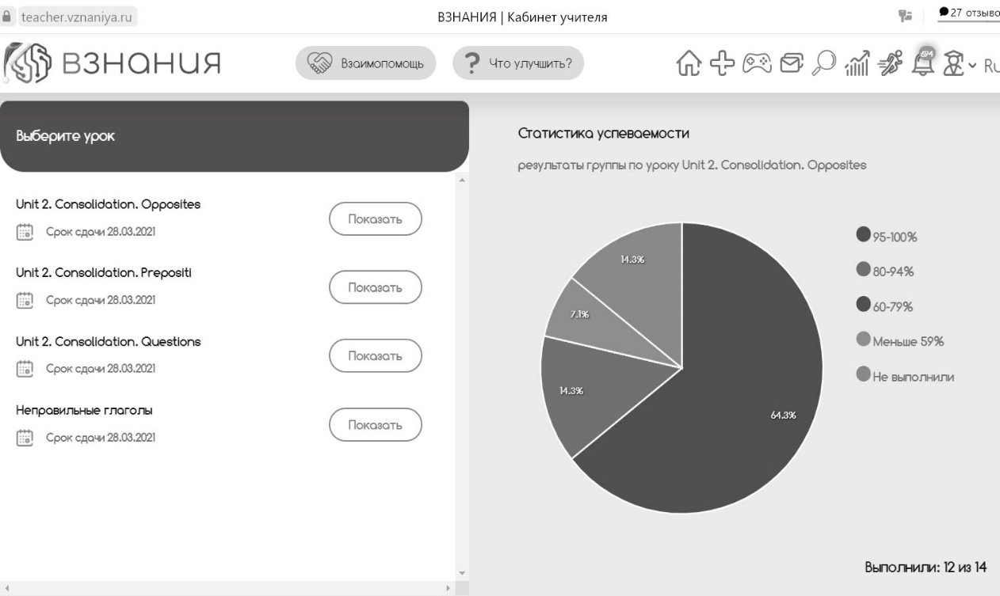 teacher.vznaniya.ru
ВЗНАНИЯ | Кабинет учителя
27 отзыво
ВЗНАНИЯ
Взаимопомощь
? Что улучшить?
694
Ru
Выберите урок
Unit 2. Consolidation. Opposites
Срок сдачи 28.03.2021
Показать
Unit 2. Consolidation. Prepositi
Срок сдачи 28.03.2021
Показать
Unit 2. Consolidation. Questions
Срок сдачи 28.03.2021
Показать
Неправильные глаголы
Срок сдачи 28.03.2021
Показать
Статистика успеваемости
результаты группы по уроку Unit 2. Consolidation. Opposites
14.3%
7.1%
14.3%
64.3%
95-100%
80-94%
60-79%
Меньше 59%
Не выполнили
Выполнили: 12 из 14